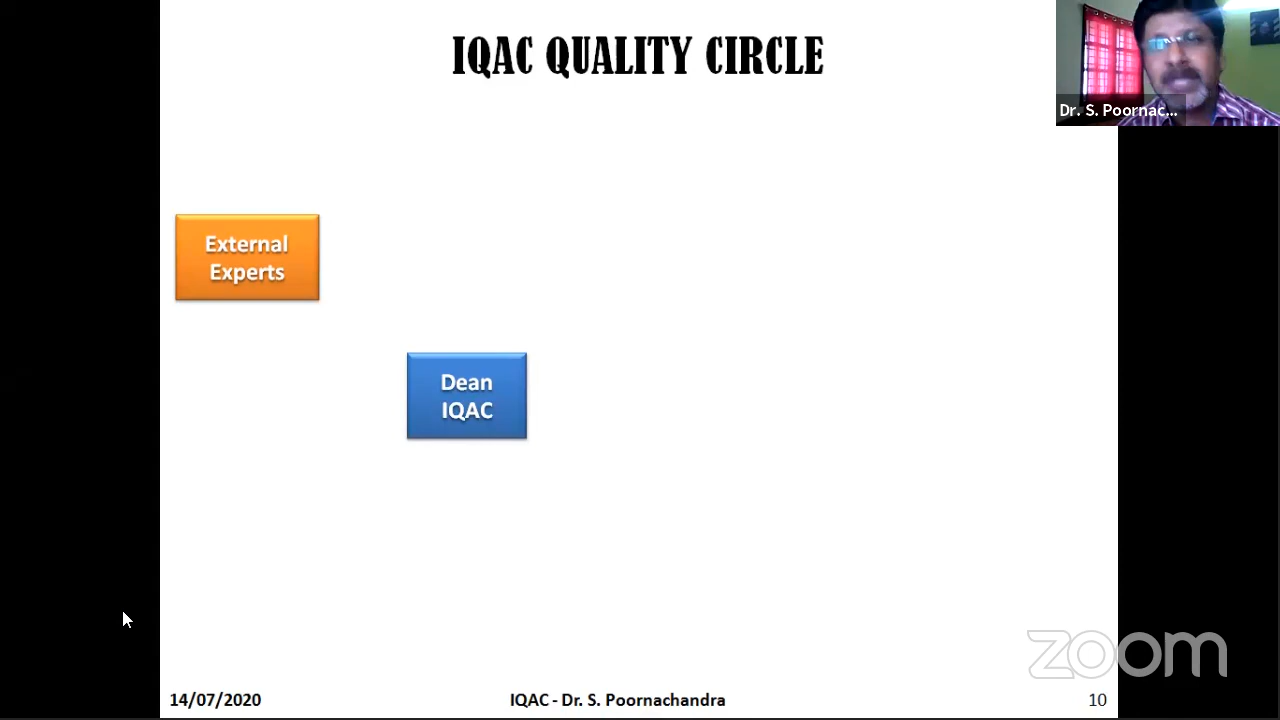 IQAC QUALITY CIRCLE
Dr. S. Poornac...
External
Experts
Dean
IQAC
zoom
14/07/2020
IQAC - Dr. S. Poornachandra
10